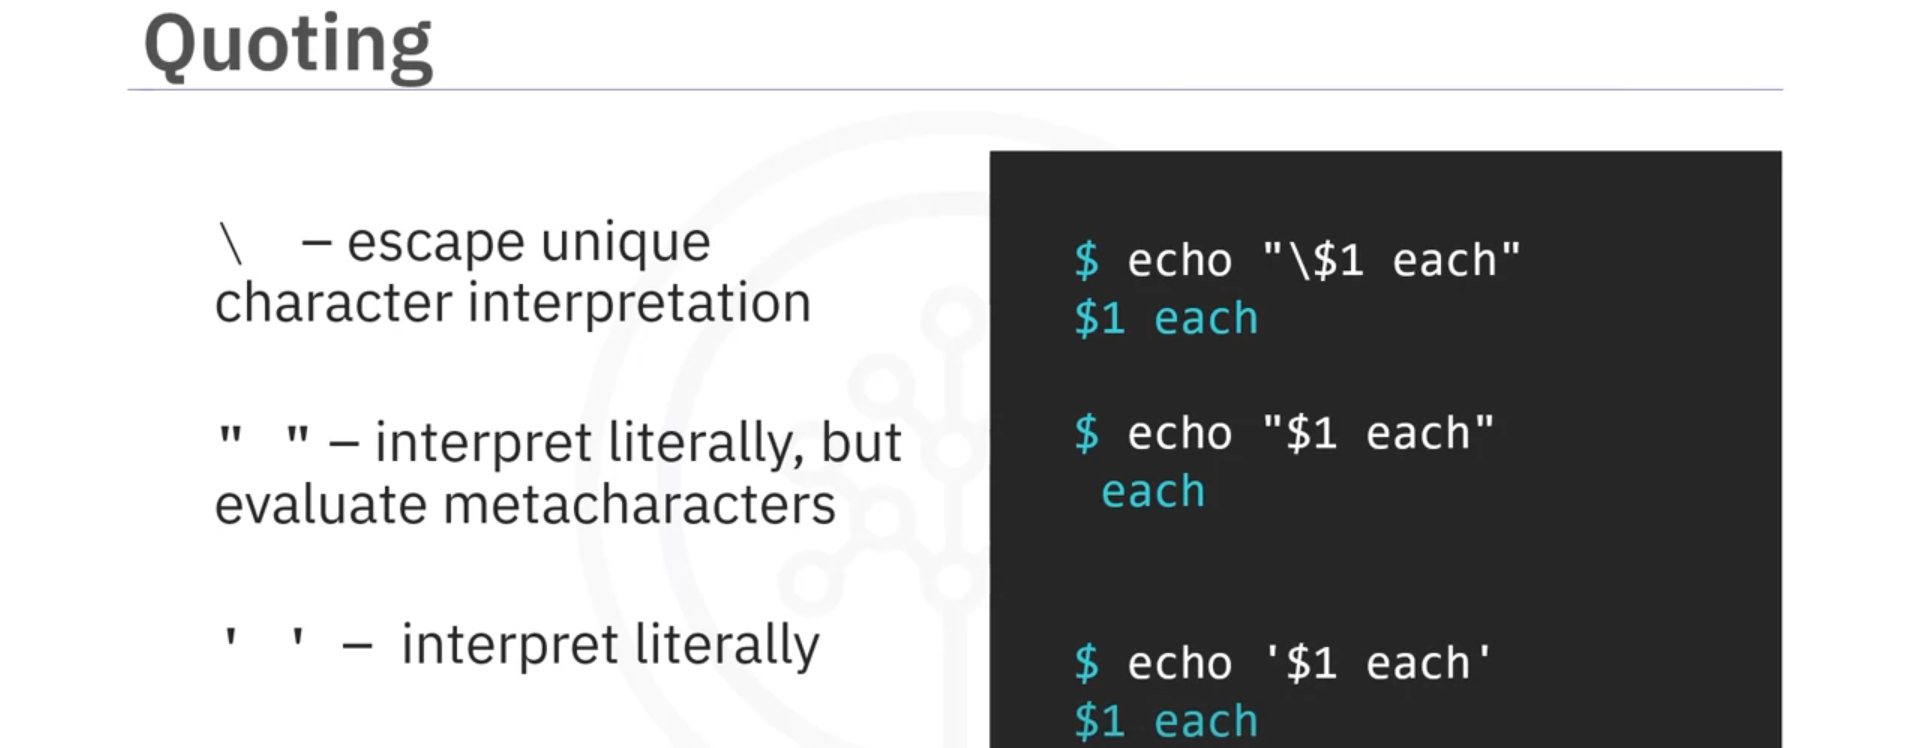 Quoting
\ – escape unique
character interpretation
" " – interpret literally, but
evaluate metacharacters
' ' – interpret literally
$ echo "\$1 each"
$1 each
$ echo "$1 each"
 each
$ echo '$1 each'
$1 each